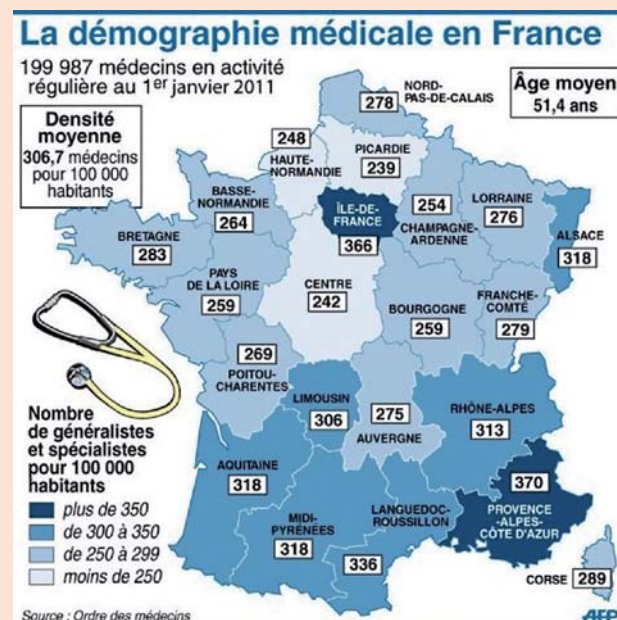 La démographie médicale en France
199 987 médecins en activité
régulière au 1er janvier 2011
Âge moyen
51,4 ans
Densité
moyenne
306,7 médecins
pour 100 000
habitants
NORD-
PAS-DE-CALAIS
278
248
HAUTE-
NORMANDIE
PICARDIE
239
BASSE-
NORMANDIE
264
ÎLE-DE-
FRANCE
366
254
CHAMPAGNE-
ARDENNE
LORRAINE
276
ALSACE
318
BRETAGNE
283
PAYS
DE LA LOIRE
259
CENTRE
242
BOURGOGNE
259
FRANCHE-
COMTÉ
279
269
POITOU-
CHARENTES
LIMOUSIN
306
275
AUVERGNE
RHÔNE-ALPES
313
AQUITAINE
318
MIDI-
PYRÉNÉES
318
LANGUEDOC-
ROUSSILLON
336
370
PROVENCE
-ALPES-
CÔTE D'AZUR
CORSE
289
Nombre
de généralistes
et spécialistes
pour 100 000
habitants
plus de 350
de 300 à 350
de 250 à 299
moins de 250
Source : Ordre des médecins
AFP